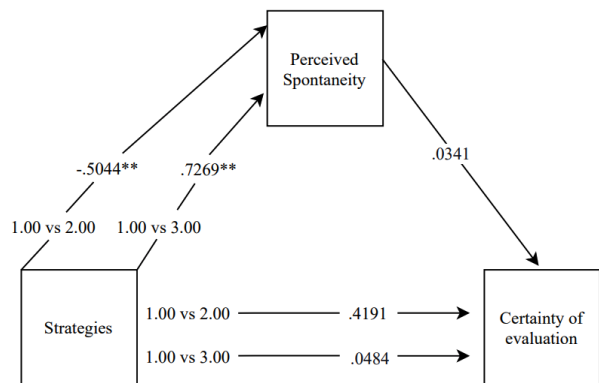 Perceived
Spontaneity
-.5044**
.7269**
.0341
1.00 vs 2.00
1.00 vs 3.00
Strategies
1.00 vs 2.00
.4191
1.00 vs 3.00
.0484
Certainty of
evaluation